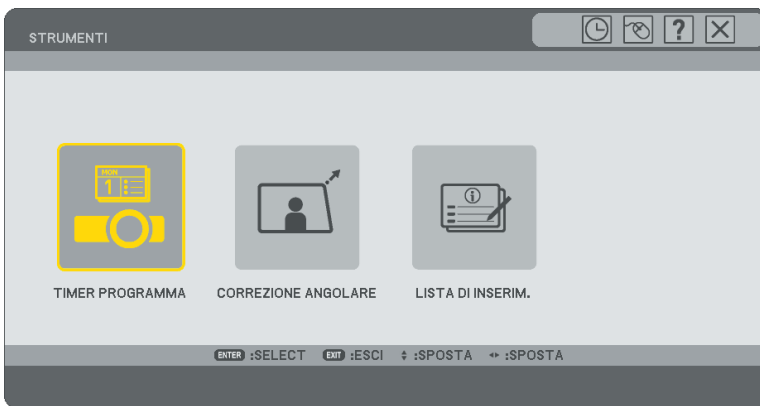 STRUMENTI
?
MON
1
TIMER PROGRAMMA
CORREZIONE ANGOLARE
LISTA DI INSERIM.
ENTER :SELECT EXIT :ESCI :SPOSTA :SPOSTA